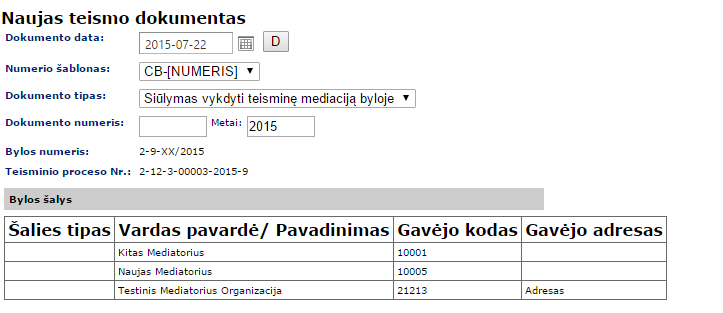 Naujas teismo dokumentas
Dokumento data: 2015-07-22 D
Numerio šablonas: CB-[NUMERIS]
Dokumento tipas: Siūlymas vykdyti teisminę mediaciją byloje
Dokumento numeris: Metai: 2015
Bylos numeris: 2-9-XX/2015
Teisminio proceso Nr.: 2-12-3-00003-2015-9
Bylos šalys
Šalies tipas Vardas pavardė/ Pavadinimas Gavėjo kodas Gavėjo adresas
Kitas Mediatorius 10001
Naujas Mediatorius 10005
Testinis Mediatorius Organizacija 21213 Adresas